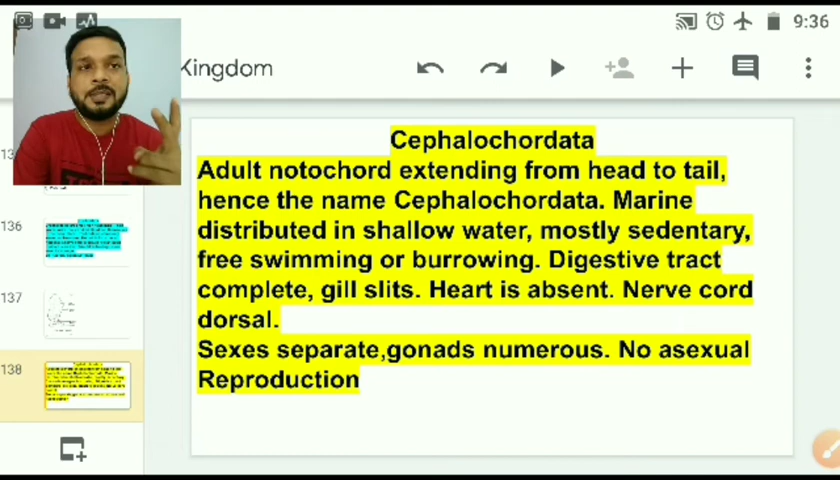 9:36
Kingdom
136
137
138
Cephalochordata
Adult notochord extending from head to tail,
hence the name Cephalochordata. Marine
distributed in shallow water, mostly sedentary,
free swimming or burrowing. Digestive tract
complete, gill slits. Heart is absent. Nerve cord
dorsal.
Sexes separate,gonads numerous. No asexual
Reproduction